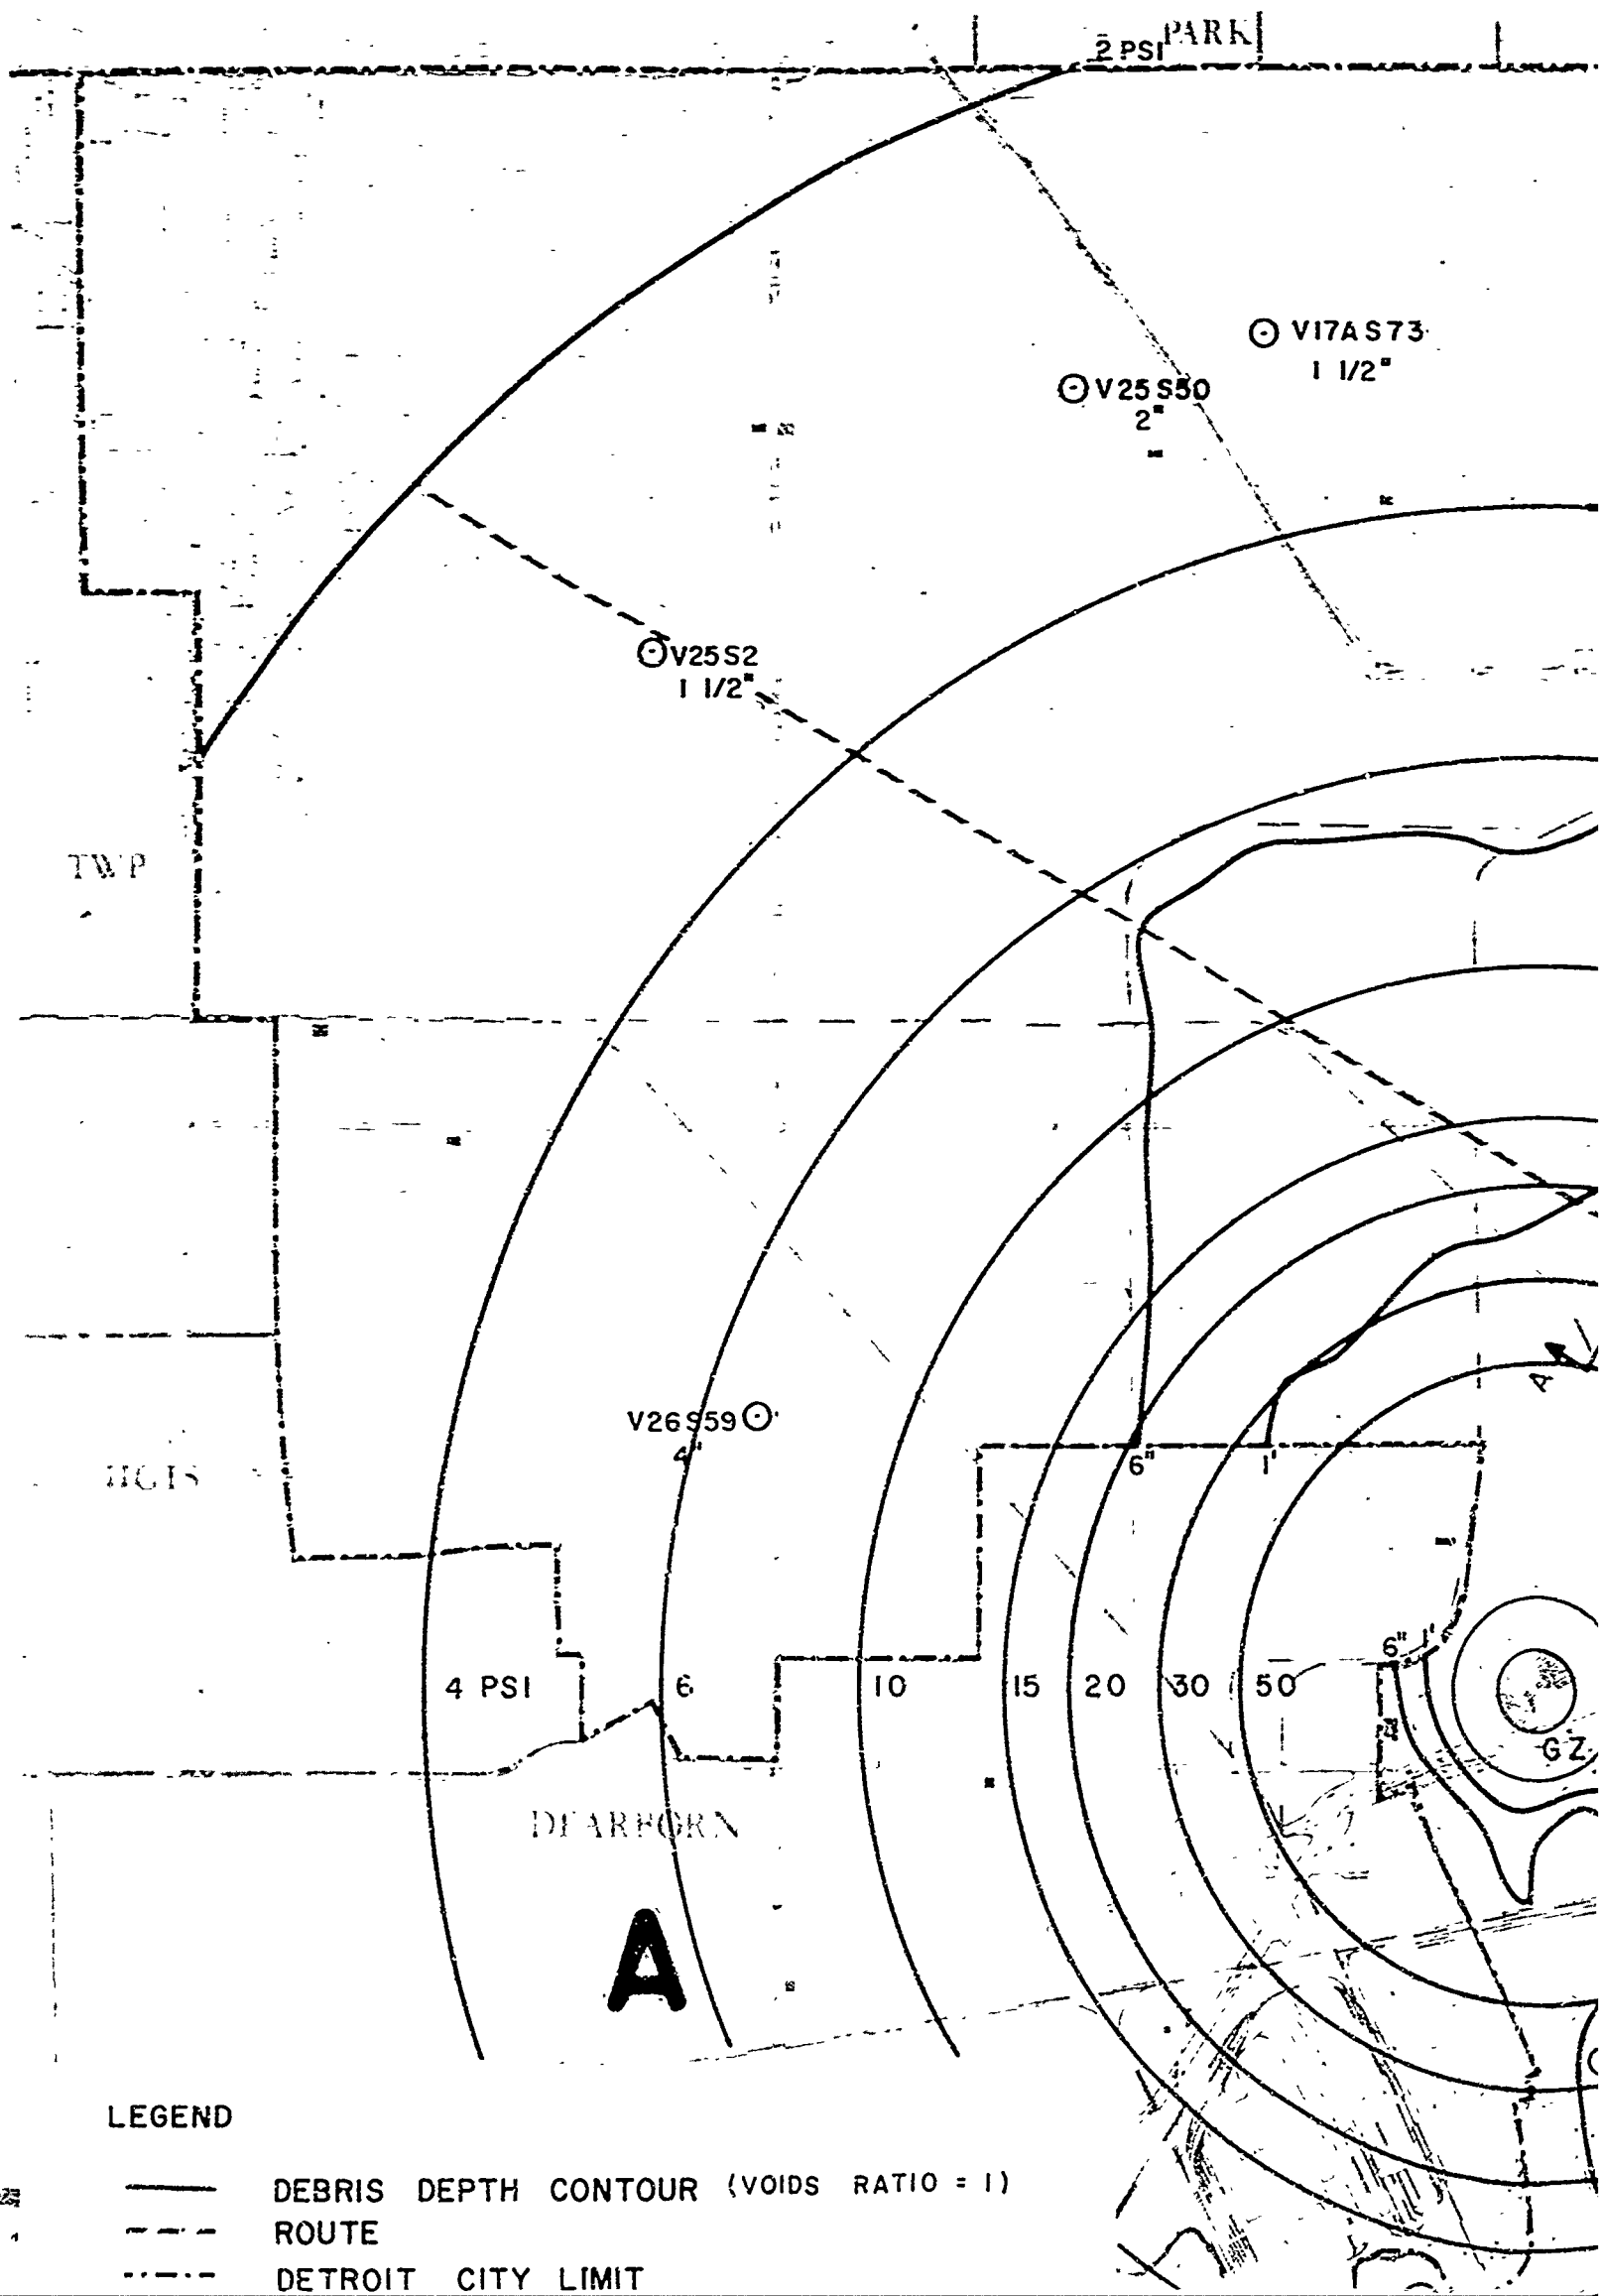 PARK
2 PSI
V17A S73
1 1/2"
V25 S50
2"
V25 S2
1 1/2"
TWP
A
V26 S59
4"
6"
1'
HGTS
6"
1'
4 PSI
6
10
15
20
30
50
GZ
DEARBORN
A
LEGEND
DEBRIS DEPTH CONTOUR (VOIDS RATIO = 1)
ROUTE
DETROIT CITY LIMIT